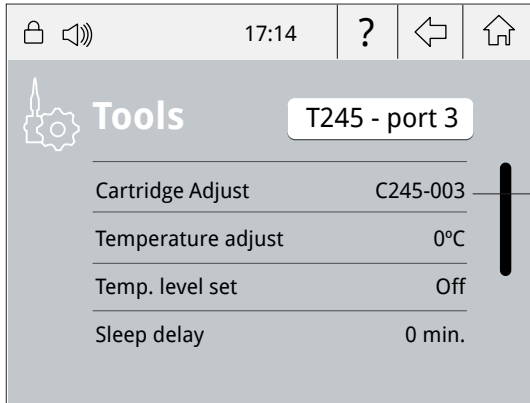 17:14 ?
Tools T245 - port 3
Cartridge Adjust C245-003
Temperature adjust 0ºC
Temp. level set Off
Sleep delay 0 min.